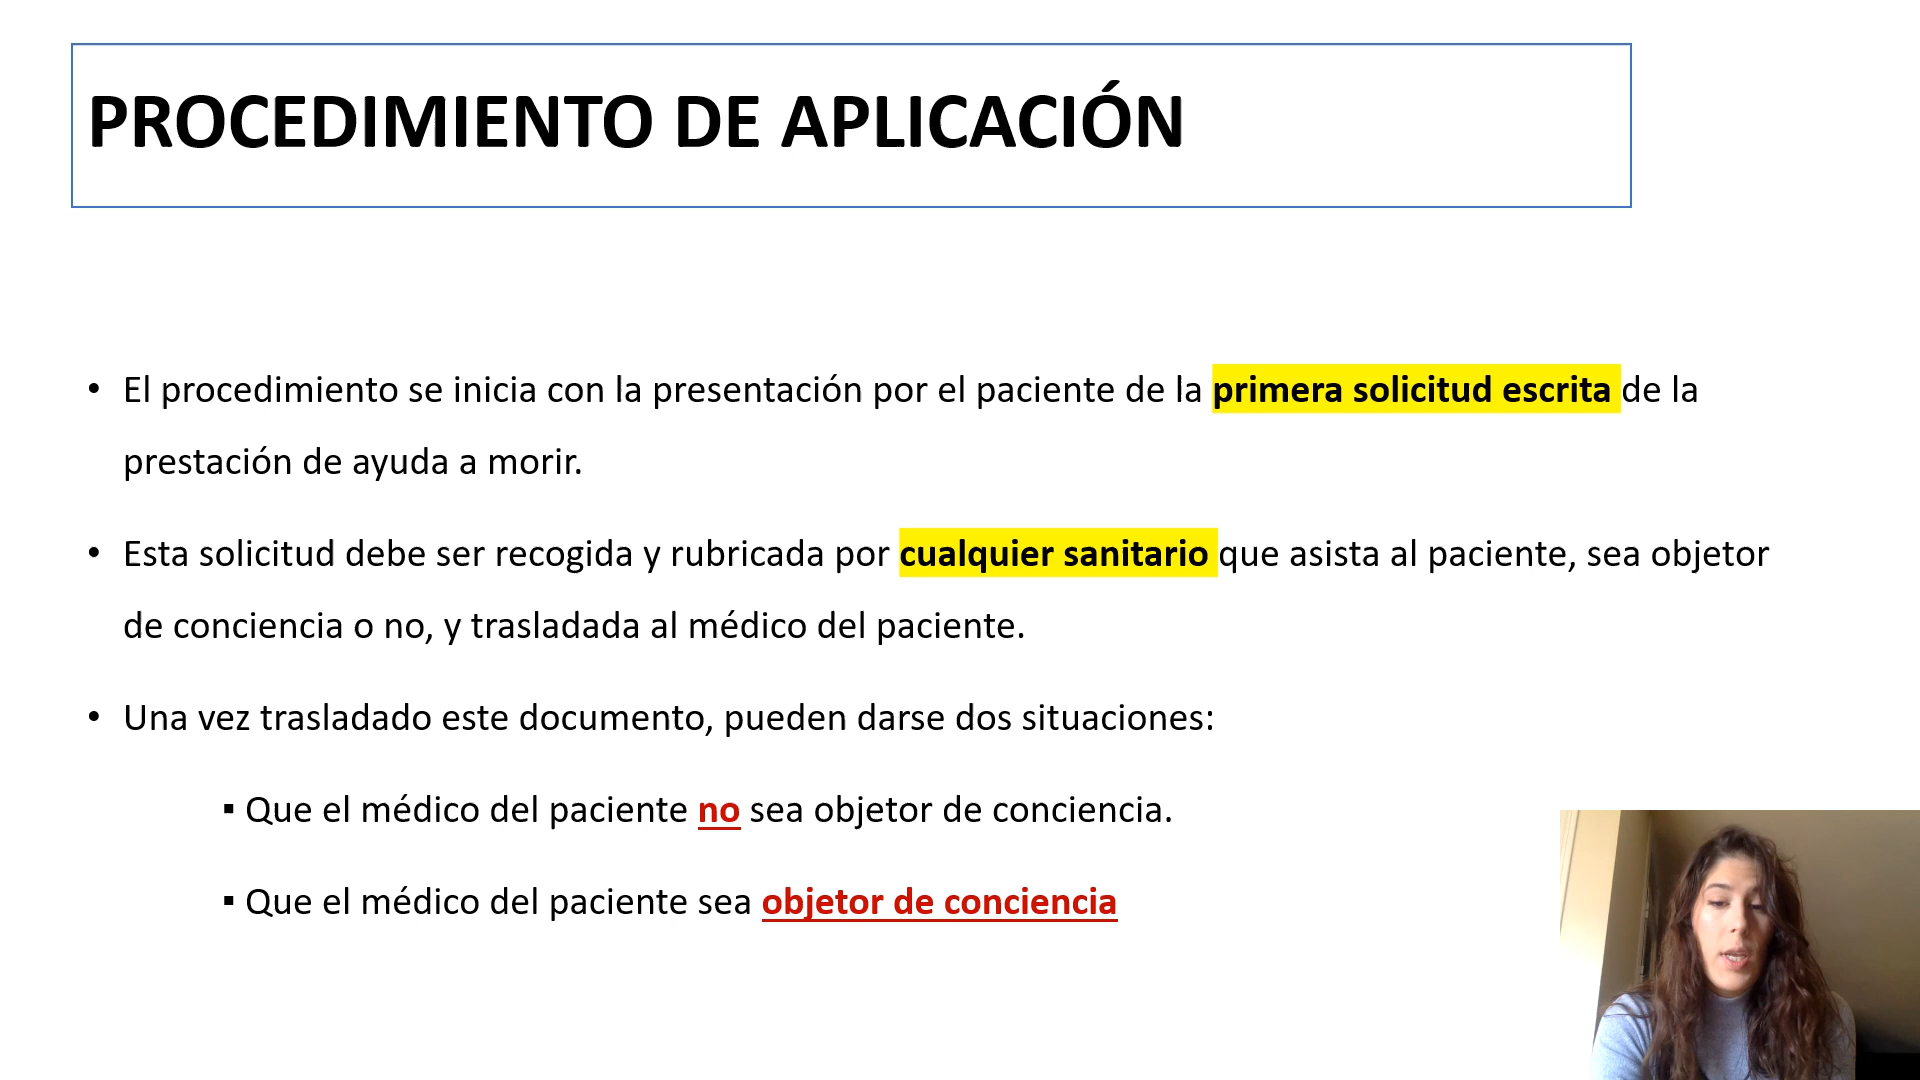 PROCEDIMIENTO DE APLICACIÓN
• El procedimiento se inicia con la presentación por el paciente de la primera solicitud escrita de la
prestación de ayuda a morir.
• Esta solicitud debe ser recogida y rubricada por cualquier sanitario que asista al paciente, sea objetor
de conciencia o no, y trasladada al médico del paciente.
• Una vez trasladado este documento, pueden darse dos situaciones:
▪ Que el médico del paciente no sea objetor de conciencia.
▪ Que el médico del paciente sea objetor de conciencia